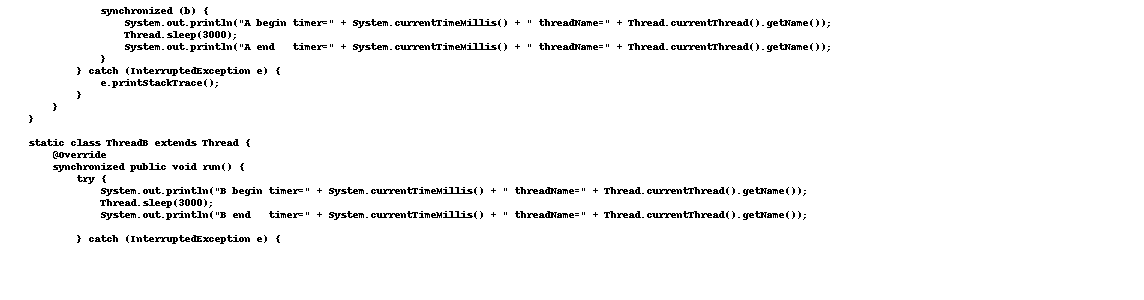 synchronized (b) {
                System.out.println("A begin timer=" + System.currentTimeMillis() + " threadName=" + Thread.currentThread().getName());
                Thread.sleep(3000);
                System.out.println("A end   timer=" + System.currentTimeMillis() + " threadName=" + Thread.currentThread().getName());
            }
        } catch (InterruptedException e) {
            e.printStackTrace();
        }
    }
}
static class ThreadB extends Thread {
    @Override
    synchronized public void run() {
        try {
            System.out.println("B begin timer=" + System.currentTimeMillis() + " threadName=" + Thread.currentThread().getName());
            Thread.sleep(3000);
            System.out.println("B end   timer=" + System.currentTimeMillis() + " threadName=" + Thread.currentThread().getName());
        } catch (InterruptedException e) {